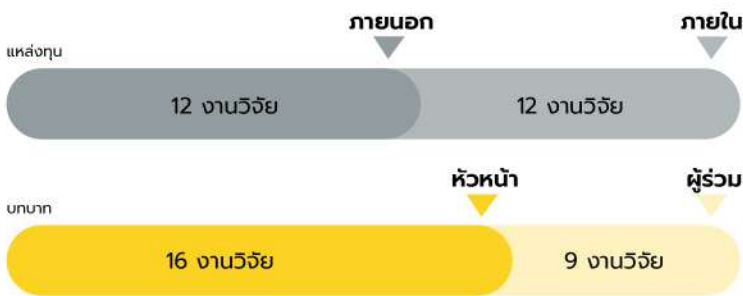 ภายนอก ภายใน
แหล่งทุน
12 งานวิจัย 12 งานวิจัย
หัวหน้า ผู้ร่วม
บทบาท
16 งานวิจัย 9 งานวิจัย